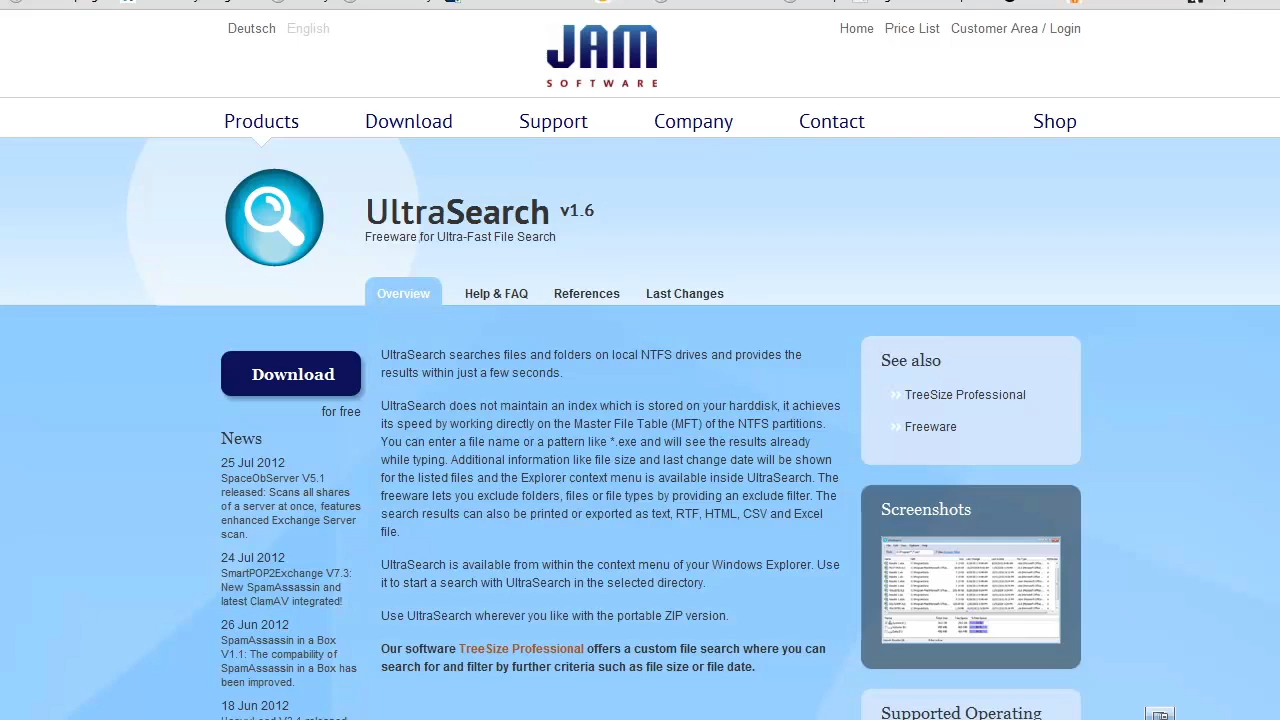 Deutsch English
JAM
SOFTWARE
Home Price List Customer Area / Login
Products Download Support Company Contact Shop
UltraSearch v1.6
Freeware for Ultra-Fast File Search
Overview Help & FAQ References Last Changes
Download
for free
News
25 Jul 2012
SpaceObServer V5.1
released: Scans all shares
of a server at once, features
enhanced Exchange Server
scan.
Jul 2012
SmartPOP2Exchange V7.3:
New SpamAssassin and
latest ClamAV integrated
26 Jun 2012
SpamAssassin in a Box
V1.1: The compability of
SpamAssassin in a Box has
been improved.
18 Jun 2012
UltraSearch searches files and folders on local NTFS drives and provides the
results within just a few seconds.
UltraSearch does not maintain an index which is stored on your harddisk, it achieves
its speed by working directly on the Master File Table (MFT) of the NTFS partitions.
You can enter a file name or a pattern like *.exe and will see the results already
while typing. Additional information like file size and last change date will be shown
for the listed files and the Explorer context menu is available inside UltraSearch. The
freeware lets you exclude folders, files or file types by providing an exclude filter. The
search results can also be printed or exported as text, RTF, HTML, CSV and Excel
file.
UltraSearch is available from within the context menu of your Windows Explorer. Use
it to start a search with UltraSearch in the selected directory.
Use UltraSearch wherever you like with the portable ZIP version.
Our software TreeSize Professional offers a custom file search where you can
search for and filter by further criteria such as file size or file date.
See also
TreeSize Professional
Freeware
Screenshots
Supported Operating